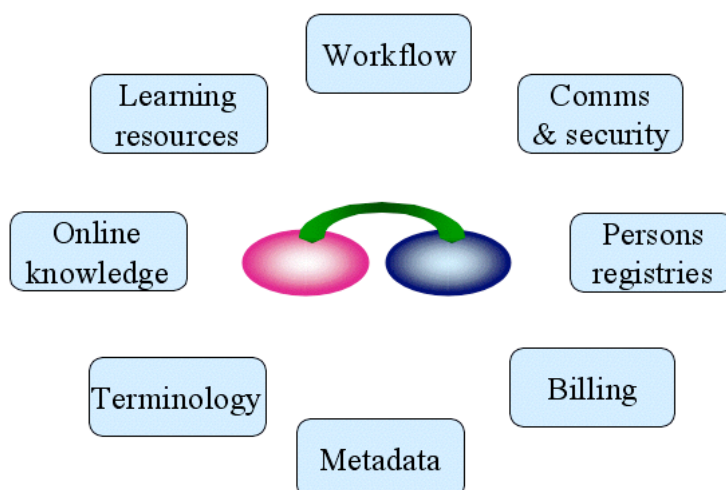 Workflow
Learning
resources
Comms
& security
Online
knowledge
Persons
registries
Terminology
Billing
Metadata